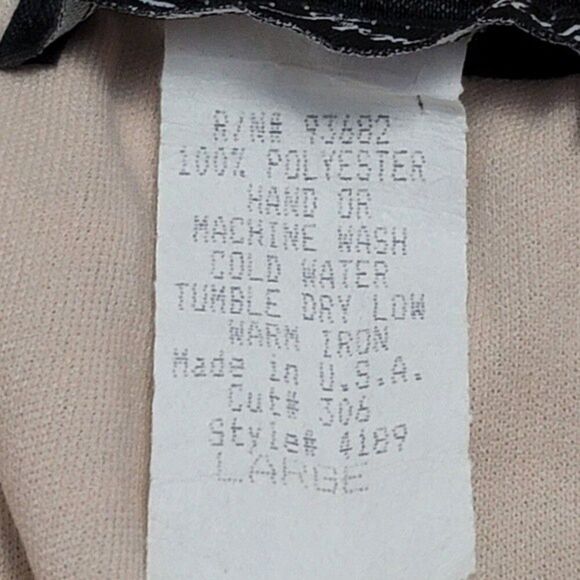 R/N# 93682
100% POLYESTER
HAND OR
MACHINE WASH
COLD WATER
TUMBLE DRY LOW
WARM IRON
Made in U.S.A.
Cut# 306
Style# 4189
LARGE